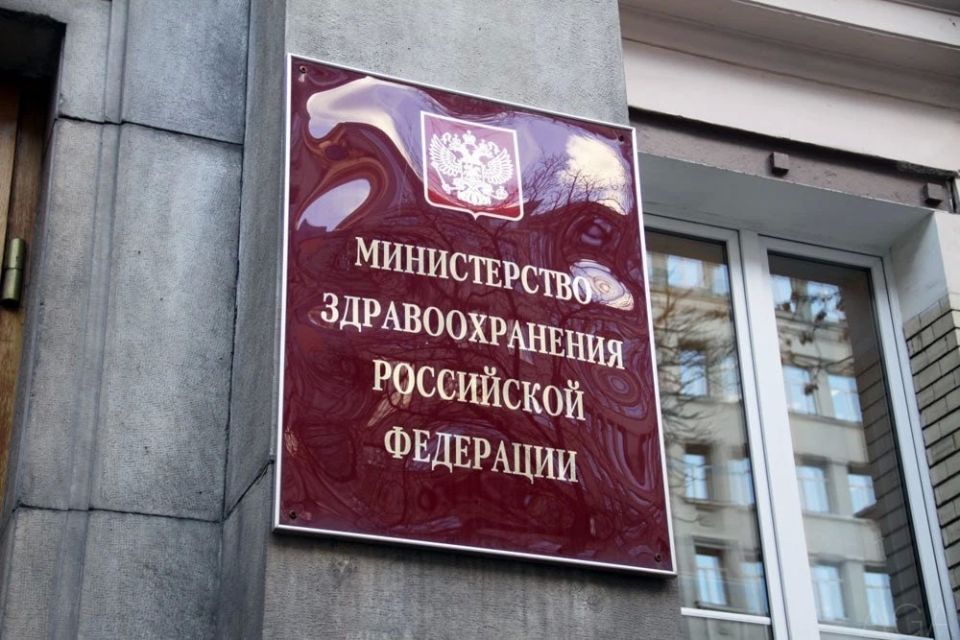 МИНИСТЕРСТВО
ЗДРАВООХРАНЕНИЯ
РОССИЙСКОЙ
ФЕДЕРАЦИИ